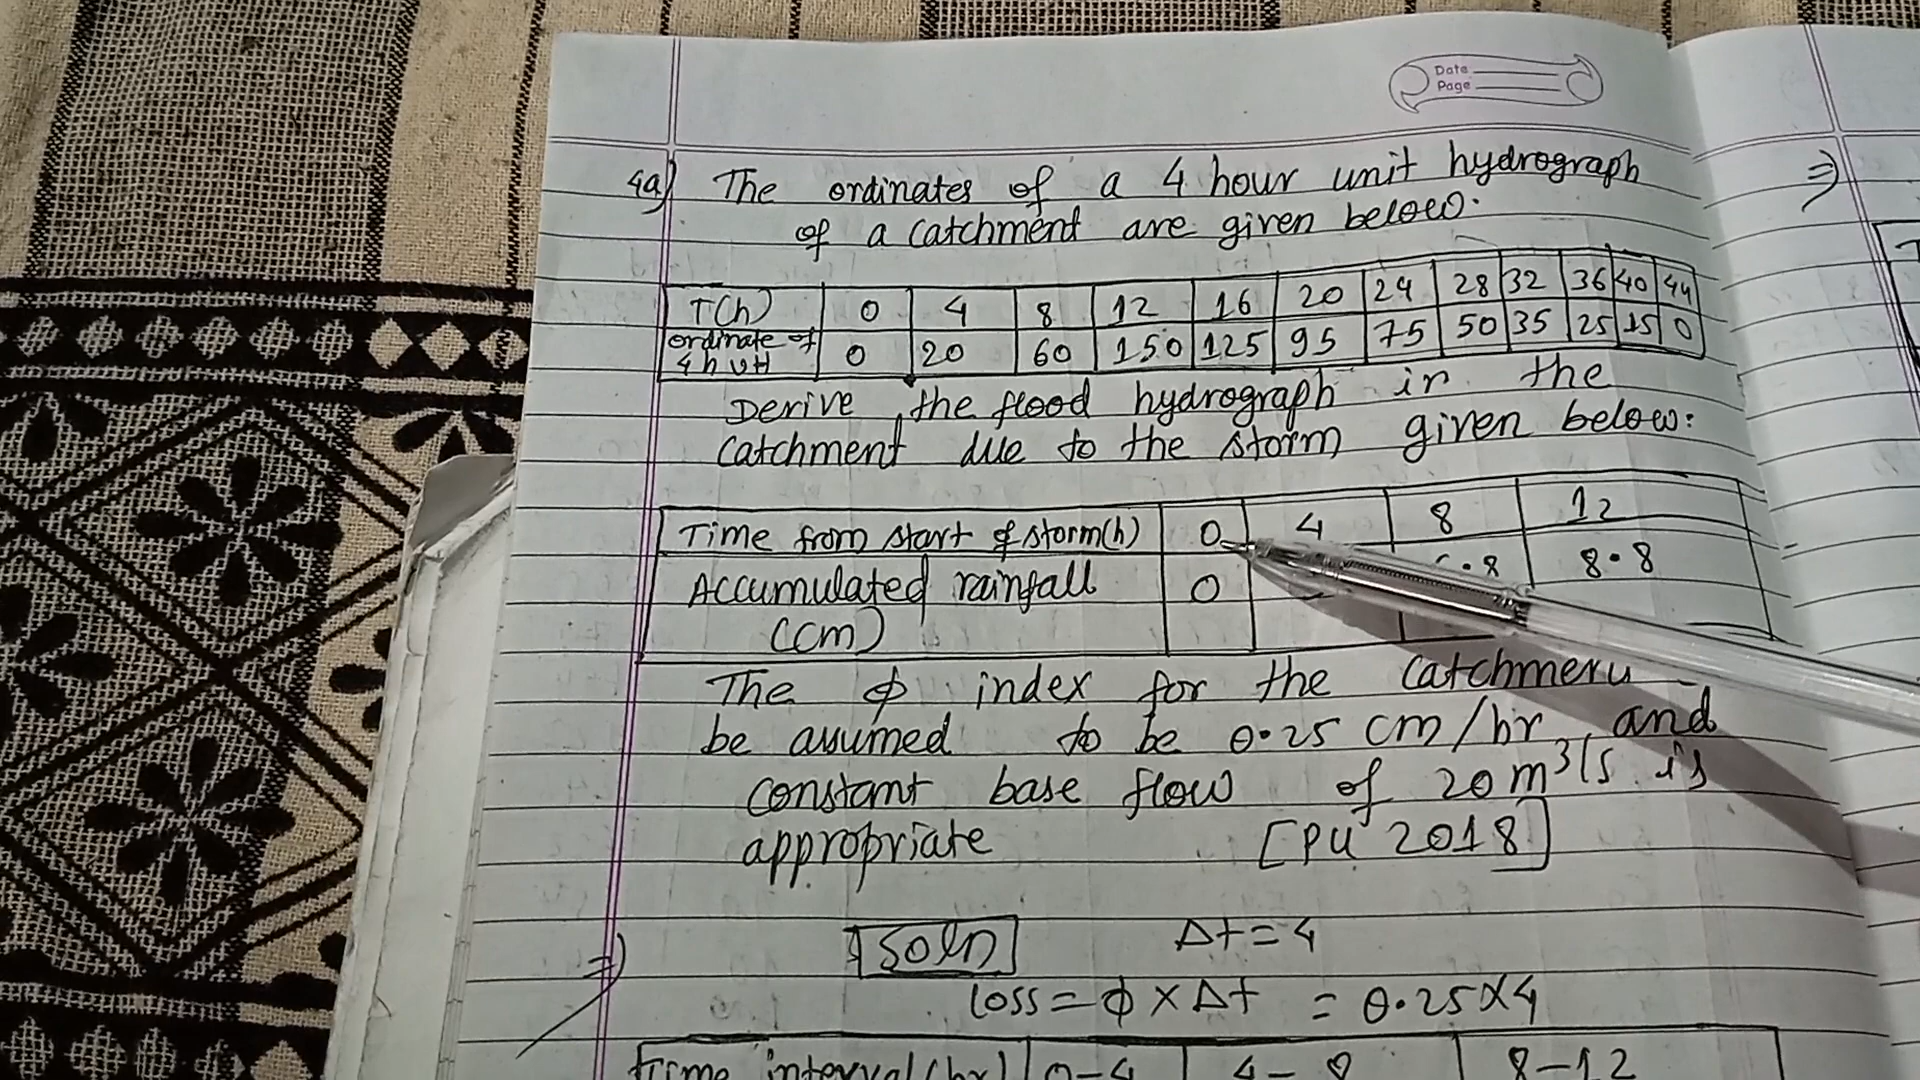 Date
Page
4a) The ordinates of a 4 hour unit hydrograph
of a catchment are given below.
T(h) 0 4 8 12 16 20 24 28 32 36 40 44
ordinate of 4h UH 0 20 60 150 125 95 75 50 35 25 15 0
Derive the flood hydrograph in the
catchment due to the storm given below:
Time from start of storm(h) 0 4 8 12
Accumulated rainfall (cm) 0 8.8
The φ index for the
be assumed to be 0.25 cm/hr and
constant base flow of 20 m³/s is
appropriate [PU 2018]
⇒) Soln Δt = 4
loss = φ × Δt = 0.25×4
Time interval (hr) 0-4 4-8 8-12
⇒)